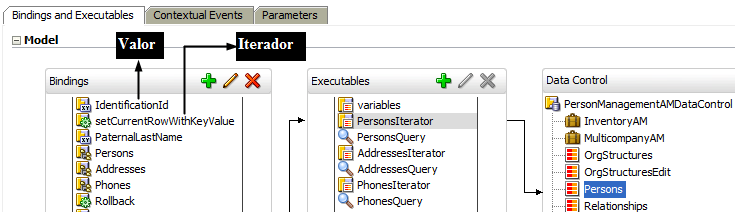 Bindings and Executables Contextual Events Parameters
Model
Valor Iterador
Bindings
IdentificationId
setCurrentRowWithKeyValue
PaternalLastName
Persons
Addresses
Phones
Rollback
Executables
variables
PersonsIterator
PersonsQuery
AddressesIterator
AddressesQuery
PhonesIterator
PhonesQuery
Data Control
PersonManagementAMDataControl
InventoryAM
MulticompanyAM
OrgStructures
OrgStructuresEdit
Persons
Relationships